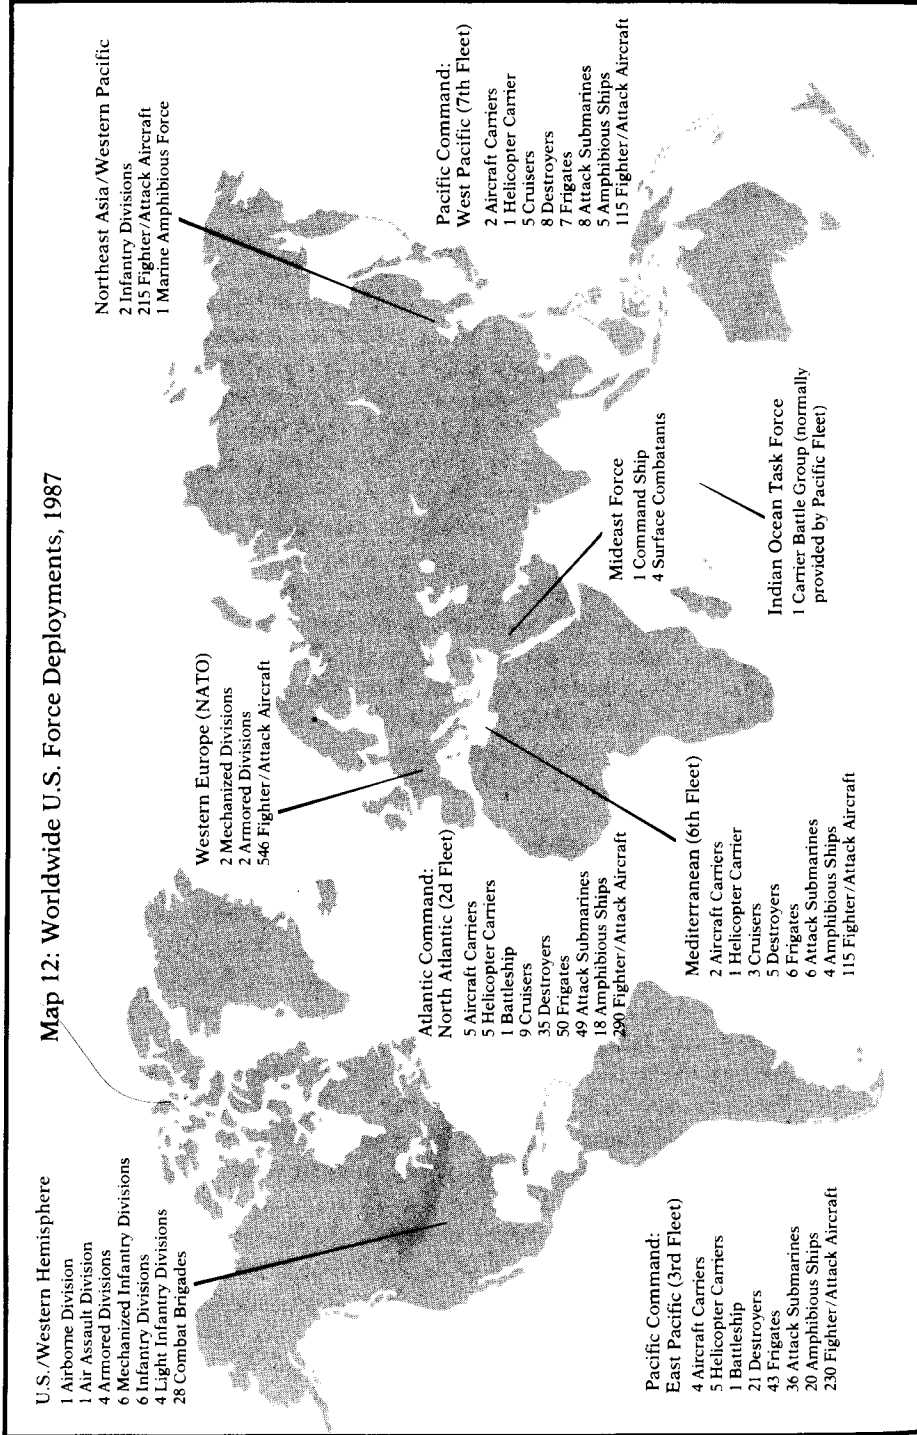 Map 12: Worldwide U.S. Force Deployments, 1987
U.S./Western Hemisphere
1 Airborne Division
1 Air Assault Division
4 Armored Divisions
6 Mechanized Infantry Divisions
6 Infantry Divisions
4 Light Infantry Divisions
28 Combat Brigades
Western Europe (NATO)
2 Mechanized Divisions
2 Armored Divisions
546 Fighter/Attack Aircraft
Northeast Asia/Western Pacific
2 Infantry Divisions
215 Fighter/Attack Aircraft
1 Marine Amphibious Force
Atlantic Command:
North Atlantic (2d Fleet)
5 Aircraft Carriers
5 Helicopter Carriers
1 Battleship
9 Cruisers
35 Destroyers
50 Frigates
49 Attack Submarines
18 Amphibious Ships
290 Fighter/Attack Aircraft
Pacific Command:
West Pacific (7th Fleet)
2 Aircraft Carriers
1 Helicopter Carrier
5 Cruisers
8 Destroyers
7 Frigates
8 Attack Submarines
5 Amphibious Ships
115 Fighter/Attack Aircraft
Mideast Force
1 Command Ship
4 Surface Combatants
Pacific Command:
East Pacific (3rd Fleet)
4 Aircraft Carriers
5 Helicopter Carriers
1 Battleship
21 Destroyers
43 Frigates
36 Attack Submarines
20 Amphibious Ships
230 Fighter/Attack Aircraft
Mediterranean (6th Fleet)
2 Aircraft Carriers
1 Helicopter Carrier
3 Cruisers
5 Destroyers
6 Frigates
6 Attack Submarines
4 Amphibious Ships
115 Fighter/Attack Aircraft
Indian Ocean Task Force
1 Carrier Battle Group (normally
provided by Pacific Fleet)